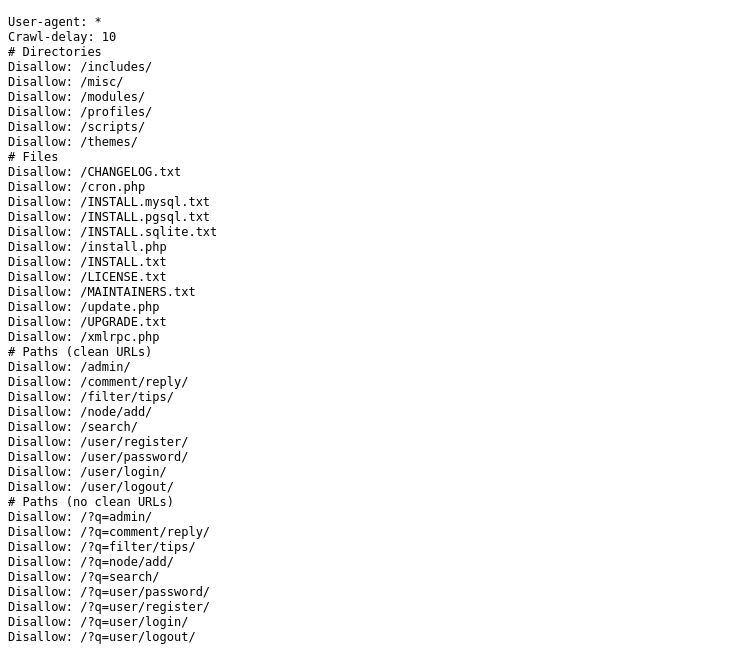 User-agent: *
Crawl-delay: 10
# Directories
Disallow: /includes/
Disallow: /misc/
Disallow: /modules/
Disallow: /profiles/
Disallow: /scripts/
Disallow: /themes/
# Files
Disallow: /CHANGELOG.txt
Disallow: /cron.php
Disallow: /INSTALL.mysql.txt
Disallow: /INSTALL.pgsql.txt
Disallow: /INSTALL.sqlite.txt
Disallow: /install.php
Disallow: /INSTALL.txt
Disallow: /LICENSE.txt
Disallow: /MAINTAINERS.txt
Disallow: /update.php
Disallow: /UPGRADE.txt
Disallow: /xmlrpc.php
# Paths (clean URLs)
Disallow: /admin/
Disallow: /comment/reply/
Disallow: /filter/tips/
Disallow: /node/add/
Disallow: /search/
Disallow: /user/register/
Disallow: /user/password/
Disallow: /user/login/
Disallow: /user/logout/
# Paths (no clean URLs)
Disallow: /?q=admin/
Disallow: /?q=comment/reply/
Disallow: /?q=filter/tips/
Disallow: /?q=node/add/
Disallow: /?q=search/
Disallow: /?q=user/password/
Disallow: /?q=user/register/
Disallow: /?q=user/login/
Disallow: /?q=user/logout/